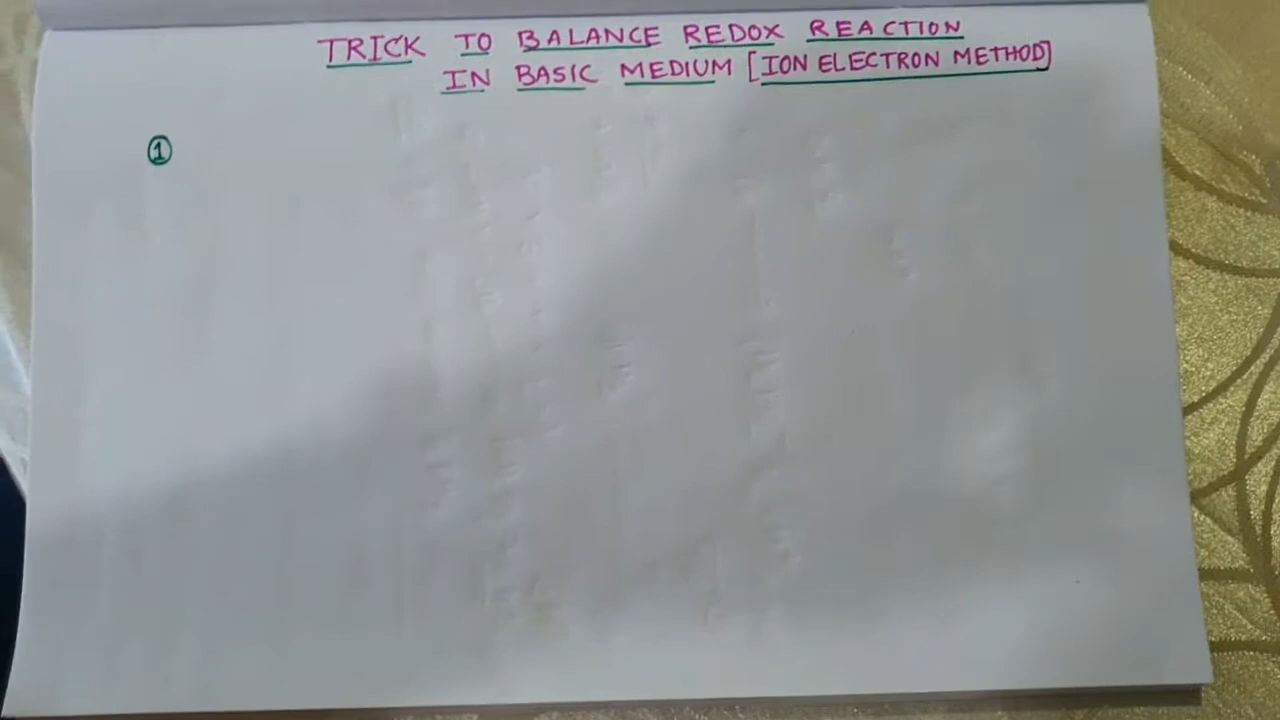 TRICK TO BALANCE REDOX REACTION
IN BASIC MEDIUM [ION ELECTRON METHOD]
①